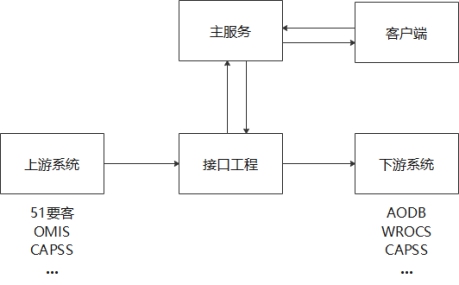 主服务
客户端
上游系统
接口工程
下游系统
51要客
OMIS
CAPSS
...
AODB
WROCS
CAPSS
...